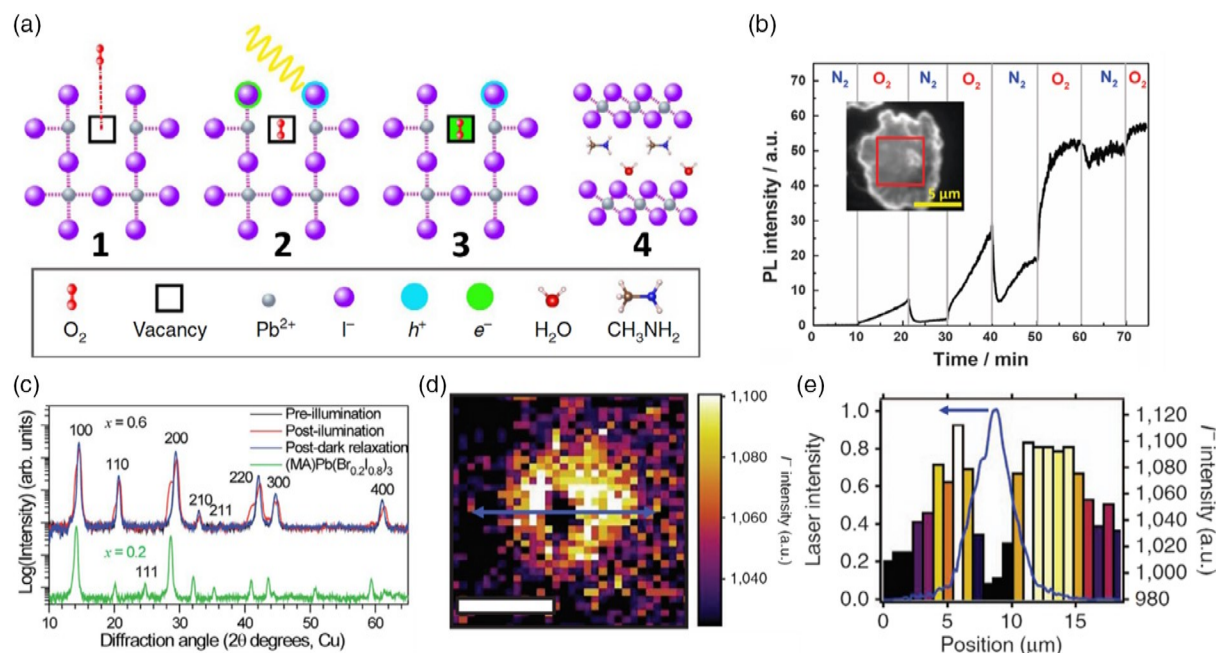 (a)
1
2
3
4
O₂
Vacancy
Pb²⁺
I⁻
h⁺
e⁻
H₂O
CH₃NH₂
(b)
PL intensity / a.u.
70
60
50
40
30
20
10
0
N₂
O₂
N₂
O₂
N₂
O₂
N₂
O₂
5 μm
0
10
20
30
40
50
60
70
Time / min
(c)
Log(Intensity) (arb. units)
100
x = 0.6
110
200
210
211
220
300
400
Pre-illumination
Post-ilumination
Post-dark relaxation
(MA)Pb(Br₀.₂I₀.₈)₃
x = 0.2
111
10
20
30
40
50
60
Diffraction angle (2θ degrees, Cu)
(d)
1,100
1,080
1,060
1,040
I⁻ intensity (a.u.)
(e)
Laser intensity
1.0
0.8
0.6
0.4
0.2
0.0
1,120
1,100
1,080
1,060
1,040
1,020
1,000
980
I⁻ intensity (a.u.)
0
5
10
15
Position (μm)